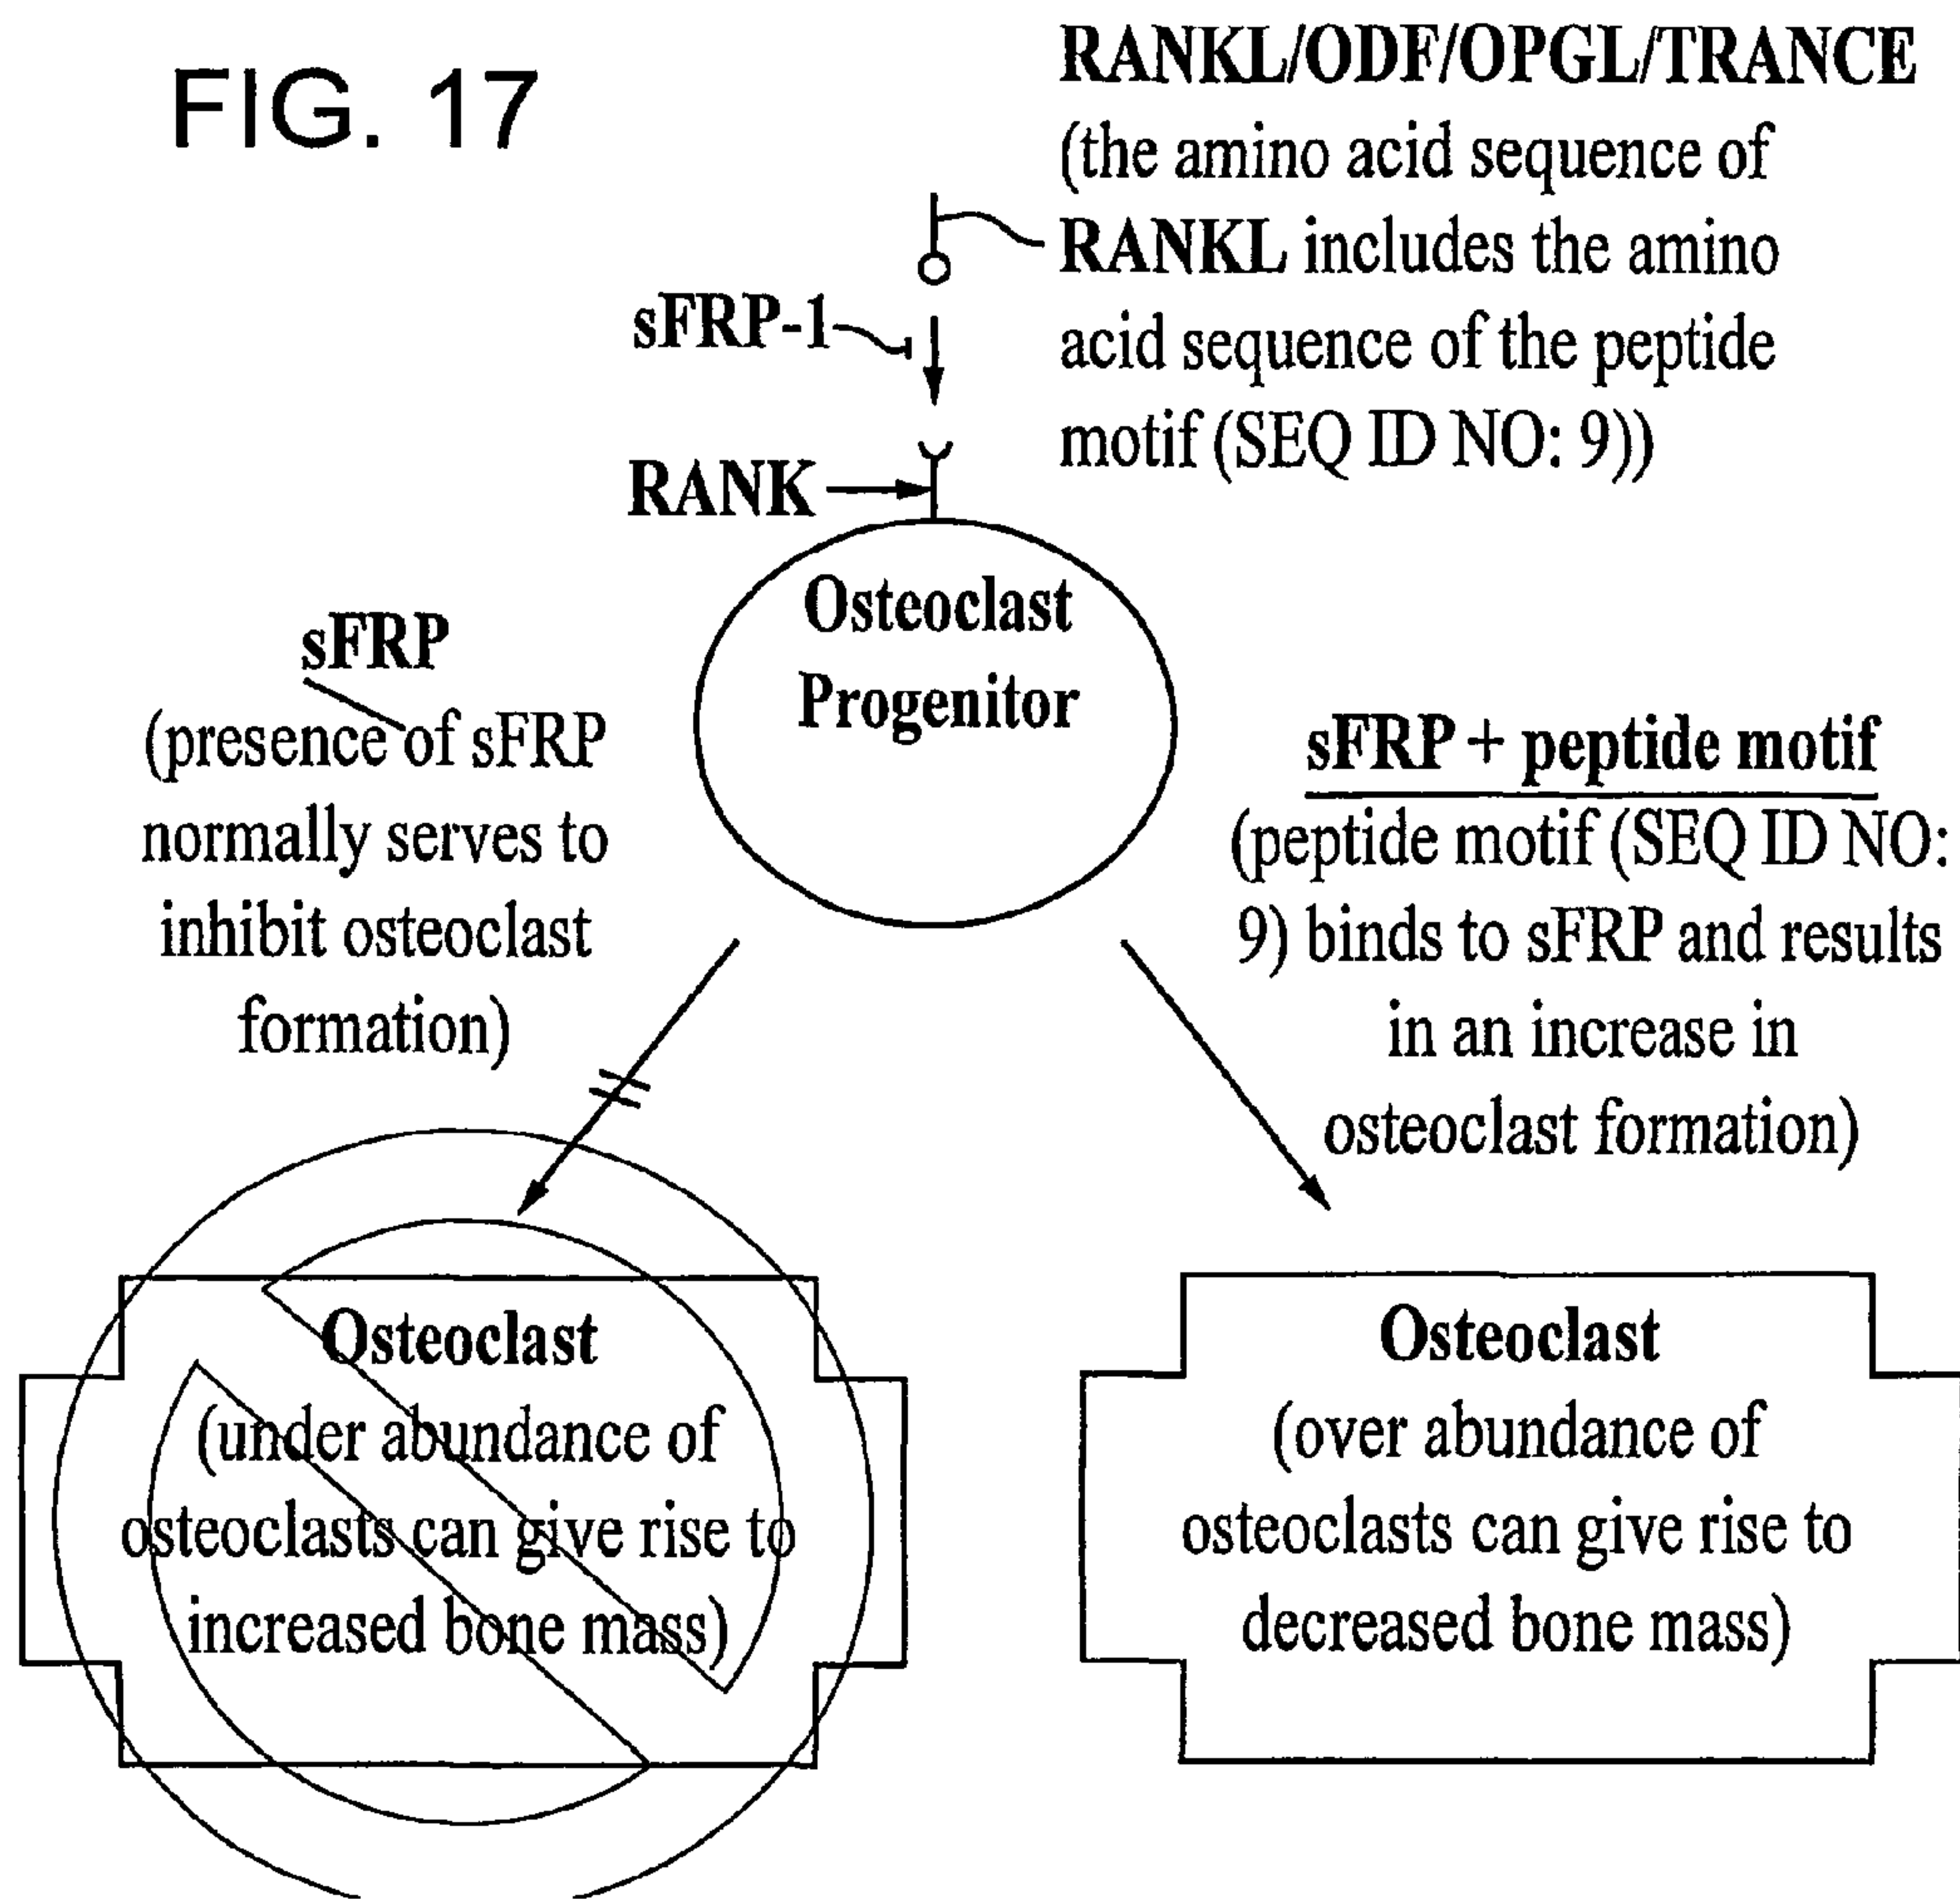 FIG. 17
RANKL/ODF/OPGL/TRANCE
(the amino acid sequence of
RANKL includes the amino
acid sequence of the peptide
motif (SEQ ID NO: 9))
sFRP-1
RANK
Osteoclast
Progenitor
sFRP
(presence of sFRP
normally serves to
inhibit osteoclast
formation)
sFRP + peptide motif
(peptide motif (SEQ ID NO:
9) binds to sFRP and results
in an increase in
osteoclast formation)
Osteoclast
(under abundance of
osteoclasts can give rise to
increased bone mass)
Osteoclast
(over abundance of
osteoclasts can give rise to
decreased bone mass)